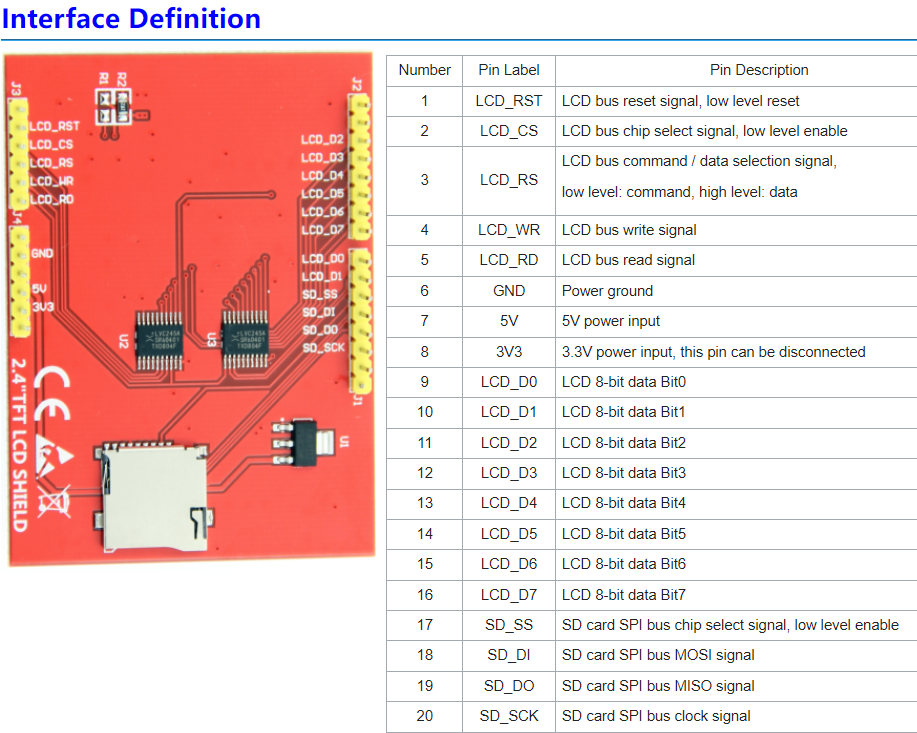 Interface Definition
J3
R1
R2
J2
LCD_RST
LCD_CS
LCD_RS
LCD_WR
LCD_RD
J4
GND
5V
3V3
LCD_D2
LCD_D3
LCD_D4
LCD_D5
LCD_D6
LCD_D7
LCD_D0
LCD_D1
SD_SS
SD_DI
SD_DO
SD_SCK
J1
U2
LVC245A
U3
LVC245A
U1
CE
2.4"TFT LCD SHIELD
Number Pin Label Pin Description
1 LCD_RST LCD bus reset signal, low level reset
2 LCD_CS LCD bus chip select signal, low level enable
3 LCD_RS LCD bus command / data selection signal,
low level: command, high level: data
4 LCD_WR LCD bus write signal
5 LCD_RD LCD bus read signal
6 GND Power ground
7 5V 5V power input
8 3V3 3.3V power input, this pin can be disconnected
9 LCD_D0 LCD 8-bit data Bit0
10 LCD_D1 LCD 8-bit data Bit1
11 LCD_D2 LCD 8-bit data Bit2
12 LCD_D3 LCD 8-bit data Bit3
13 LCD_D4 LCD 8-bit data Bit4
14 LCD_D5 LCD 8-bit data Bit5
15 LCD_D6 LCD 8-bit data Bit6
16 LCD_D7 LCD 8-bit data Bit7
17 SD_SS SD card SPI bus chip select signal, low level enable
18 SD_DI SD card SPI bus MOSI signal
19 SD_DO SD card SPI bus MISO signal
20 SD_SCK SD card SPI bus clock signal